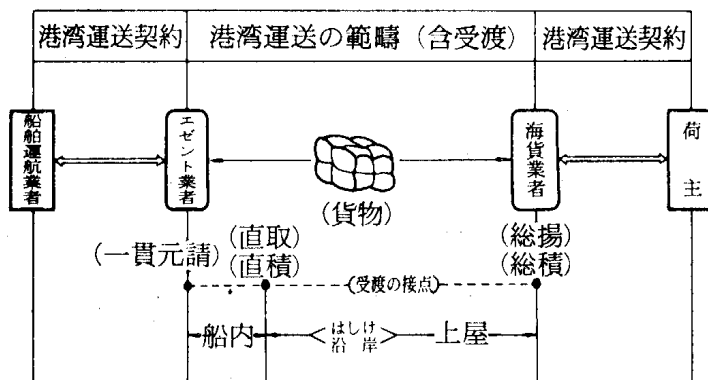 港湾運送契約
港湾運送の範疇(含受渡)
港湾運送契約
船舶運航業者
エゼント業者
海貨業者
荷主
(貨物)
(一貫元請)
(直取)
(直積)
(総揚)
(総積)
(受渡の接点)
船内
はしけ
沿岸
上屋